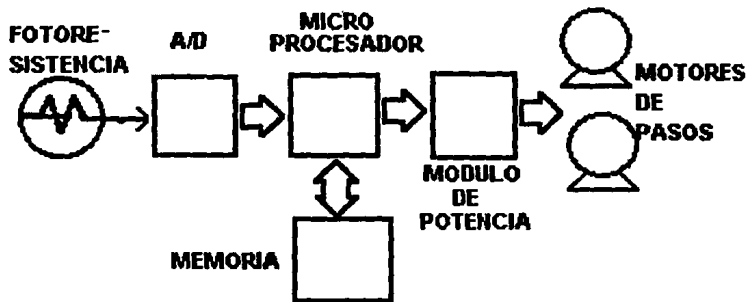 FOTORE-
SISTENCIA
A/D
MICRO
PROCESADOR
MOTORES
DE
PASOS
MODULO
DE
POTENCIA
MEMORIA